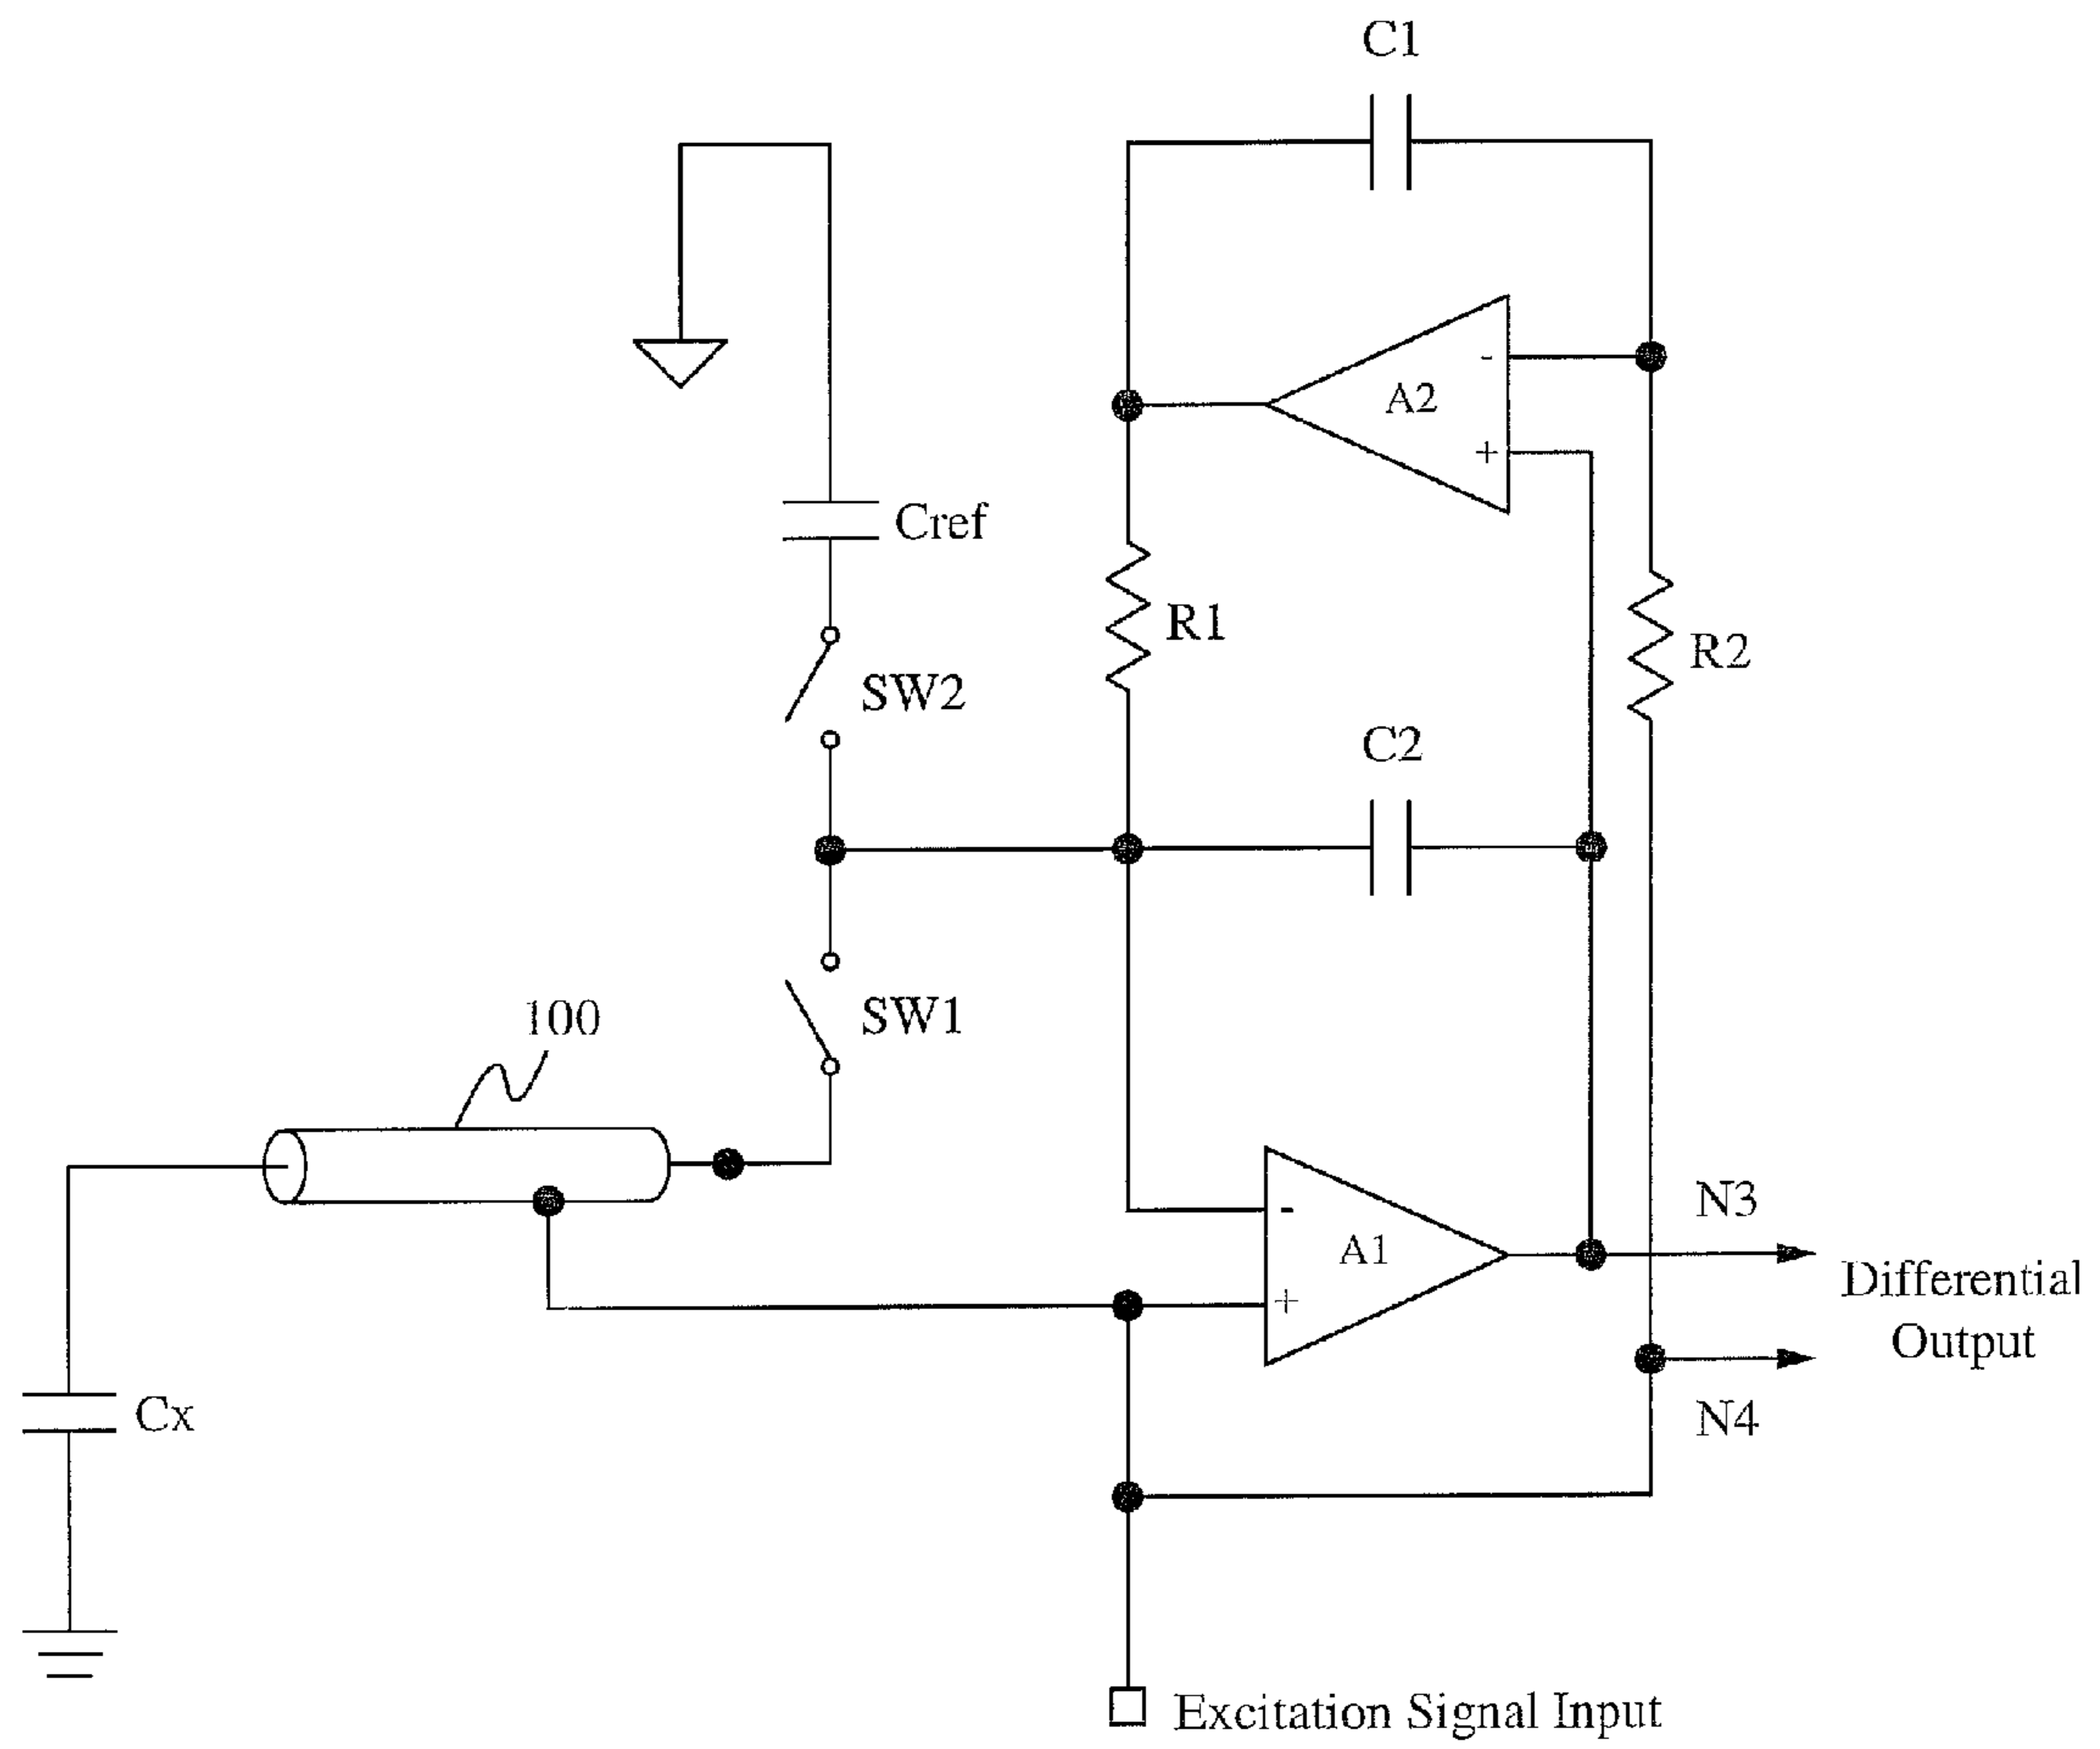 C1
-
A2
+
Cref
R1
R2
SW2
C2
100
SW1
-
A1
+
N3
Differential
Output
N4
Cx
Excitation Signal Input